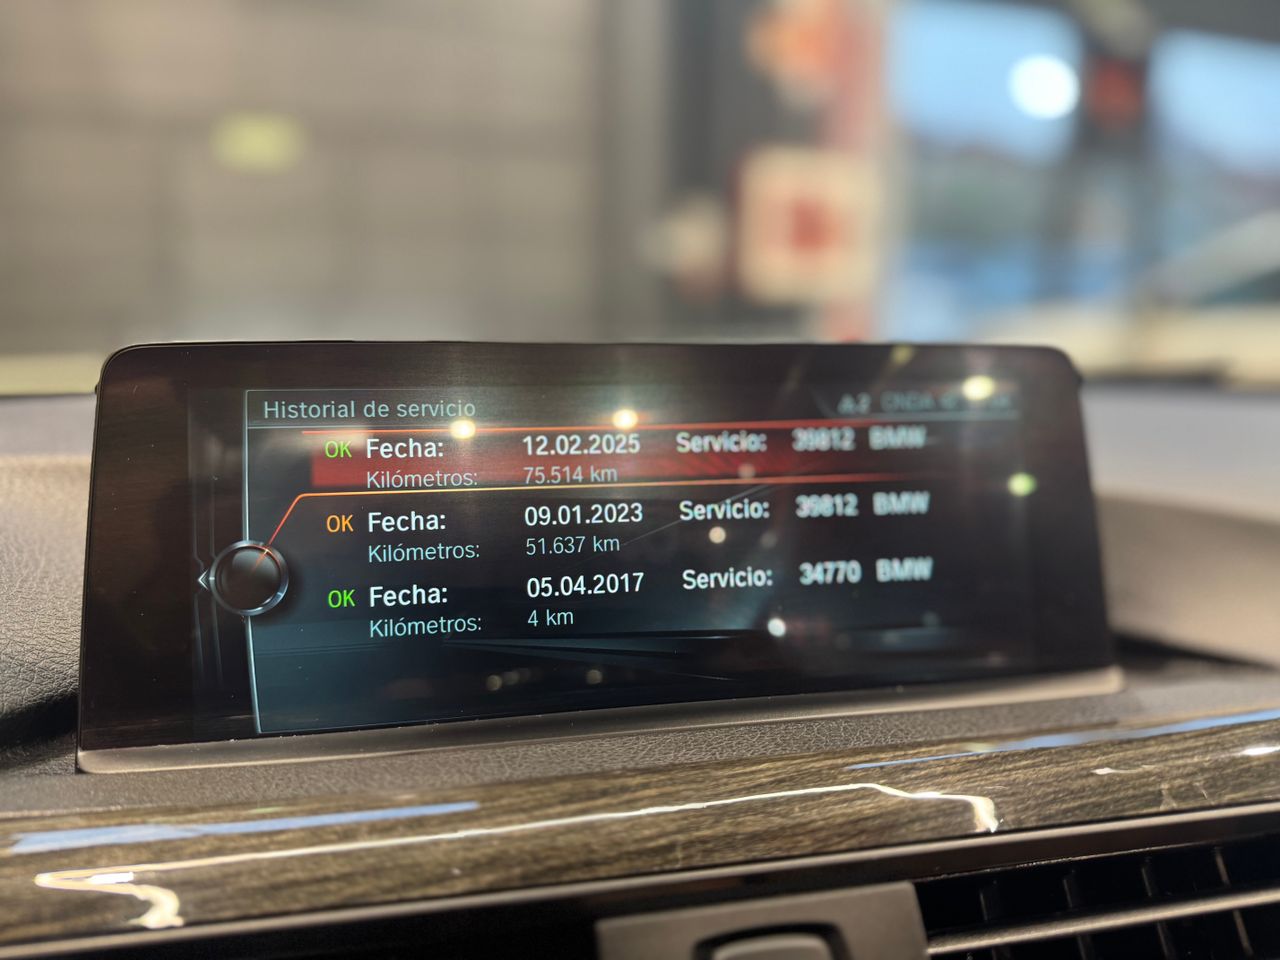 Historial de servicio
OK Fecha: 12.02.2025 Servicio: 39812 BMW
Kilómetros: 75.514 km
OK Fecha: 09.01.2023 Servicio: 39812 BMW
Kilómetros: 51.637 km
OK Fecha: 05.04.2017 Servicio: 34770 BMW
Kilómetros: 4 km